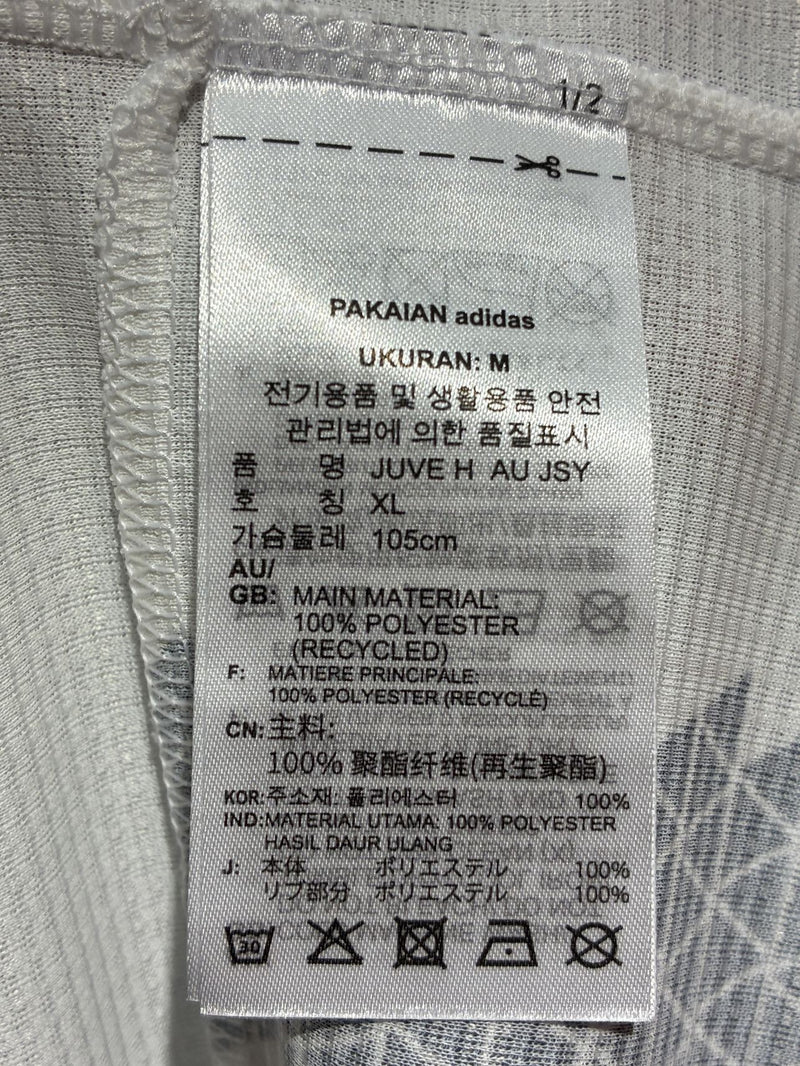 1/2
PAKAIAN adidas
UKURAN: M
전기용품 및 생활용품 안전
관리법에 의한 품질표시
품 명 JUVE H AU JSY
호 칭 XL
가슴둘레 105cm
AU/
GB: MAIN MATERIAL:
100% POLYESTER
(RECYCLED)
F: MATIERE PRINCIPALE:
100% POLYESTER (RECYCLÉ)
CN: 主料:
100% 聚酯纤维(再生聚酯)
KOR: 주소재: 폴리에스터 100%
IND: MATERIAL UTAMA: 100% POLYESTER
HASIL DAUR ULANG
J: 本体 ポリエステル 100%
リブ部分 ポリエステル 100%
30